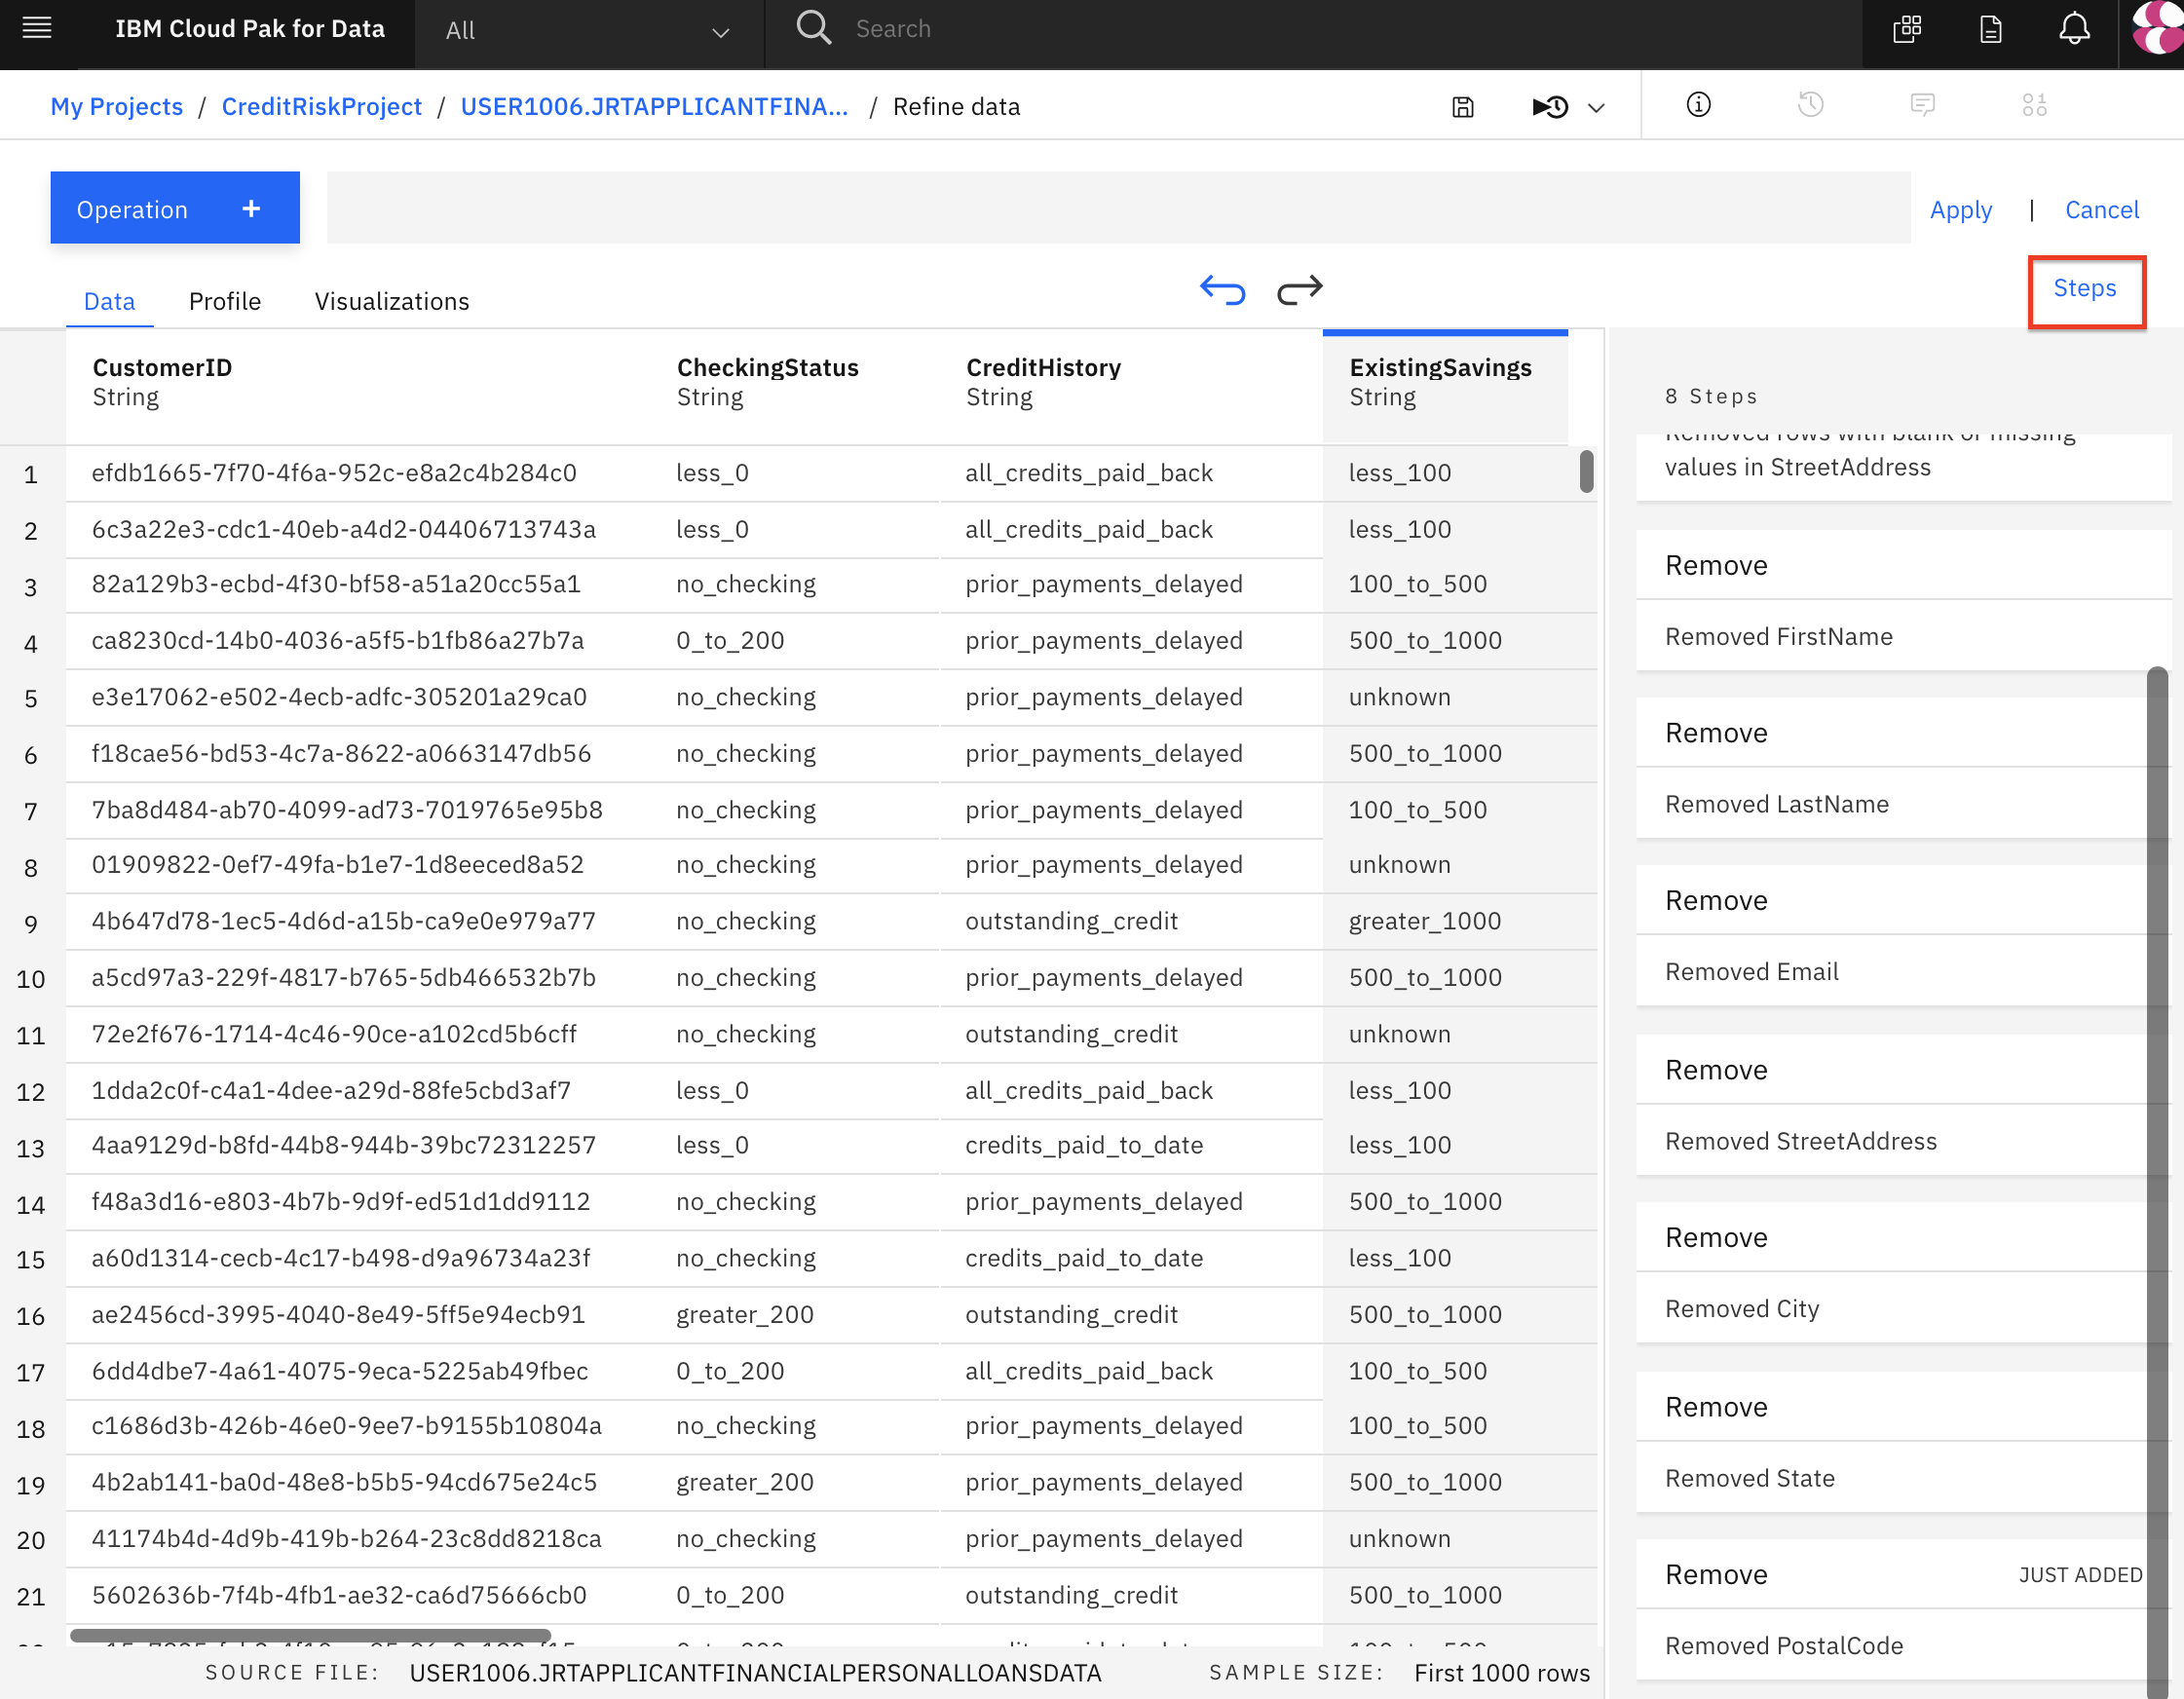 IBM Cloud Pak for Data
All
Search
My Projects / CreditRiskProject / USER1006.JRTAPPLICANTFINA... / Refine data
Operation +
Apply | Cancel
Data Profile Visualizations
Steps
CustomerID CheckingStatus CreditHistory ExistingSavings
String String String String
1 efdb1665-7f70-4f6a-952c-e8a2c4b284c0 less_0 all_credits_paid_back less_100
2 6c3a22e3-cdc1-40eb-a4d2-04406713743a less_0 all_credits_paid_back less_100
3 82a129b3-ecbd-4f30-bf58-a51a20cc55a1 no_checking prior_payments_delayed 100_to_500
4 ca8230cd-14b0-4036-a5f5-b1fb86a27b7a 0_to_200 prior_payments_delayed 500_to_1000
5 e3e17062-e502-4ecb-adfc-305201a29ca0 no_checking prior_payments_delayed unknown
6 f18cae56-bd53-4c7a-8622-a0663147db56 no_checking prior_payments_delayed 500_to_1000
7 7ba8d484-ab70-4099-ad73-7019765e95b8 no_checking prior_payments_delayed 100_to_500
8 01909822-0ef7-49fa-b1e7-1d8eeced8a52 no_checking prior_payments_delayed unknown
9 4b647d78-1ec5-4d6d-a15b-ca9e0e979a77 no_checking outstanding_credit greater_1000
10 a5cd97a3-229f-4817-b765-5db466532b7b no_checking prior_payments_delayed 500_to_1000
11 72e2f676-1714-4c46-90ce-a102cd5b6cff no_checking outstanding_credit unknown
12 1dda2c0f-c4a1-4dee-a29d-88fe5cbd3af7 less_0 all_credits_paid_back less_100
13 4aa9129d-b8fd-44b8-944b-39bc72312257 less_0 credits_paid_to_date less_100
14 f48a3d16-e803-4b7b-9d9f-ed51d1dd9112 no_checking prior_payments_delayed 500_to_1000
15 a60d1314-cecb-4c17-b498-d9a96734a23f no_checking credits_paid_to_date less_100
16 ae2456cd-3995-4040-8e49-5ff5e94ecb91 greater_200 outstanding_credit 500_to_1000
17 6dd4dbe7-4a61-4075-9eca-5225ab49fbec 0_to_200 all_credits_paid_back 100_to_500
18 c1686d3b-426b-46e0-9ee7-b9155b10804a no_checking prior_payments_delayed 100_to_500
19 4b2ab141-ba0d-48e8-b5b5-94cd675e24c5 greater_200 prior_payments_delayed 500_to_1000
20 41174b4d-4d9b-419b-b264-23c8dd8218ca no_checking prior_payments_delayed unknown
21 5602636b-7f4b-4fb1-ae32-ca6d75666cb0 0_to_200 outstanding_credit 500_to_1000
8 Steps
Removed rows with blank or missing
values in StreetAddress
Remove
Removed FirstName
Remove
Removed LastName
Remove
Removed Email
Remove
Removed StreetAddress
Remove
Removed City
Remove
Removed State
Remove JUST ADDED
Removed PostalCode
SOURCE FILE: USER1006.JRTAPPLICANTFINANCIALPERSONALLOANSDATA SAMPLE SIZE: First 1000 rows